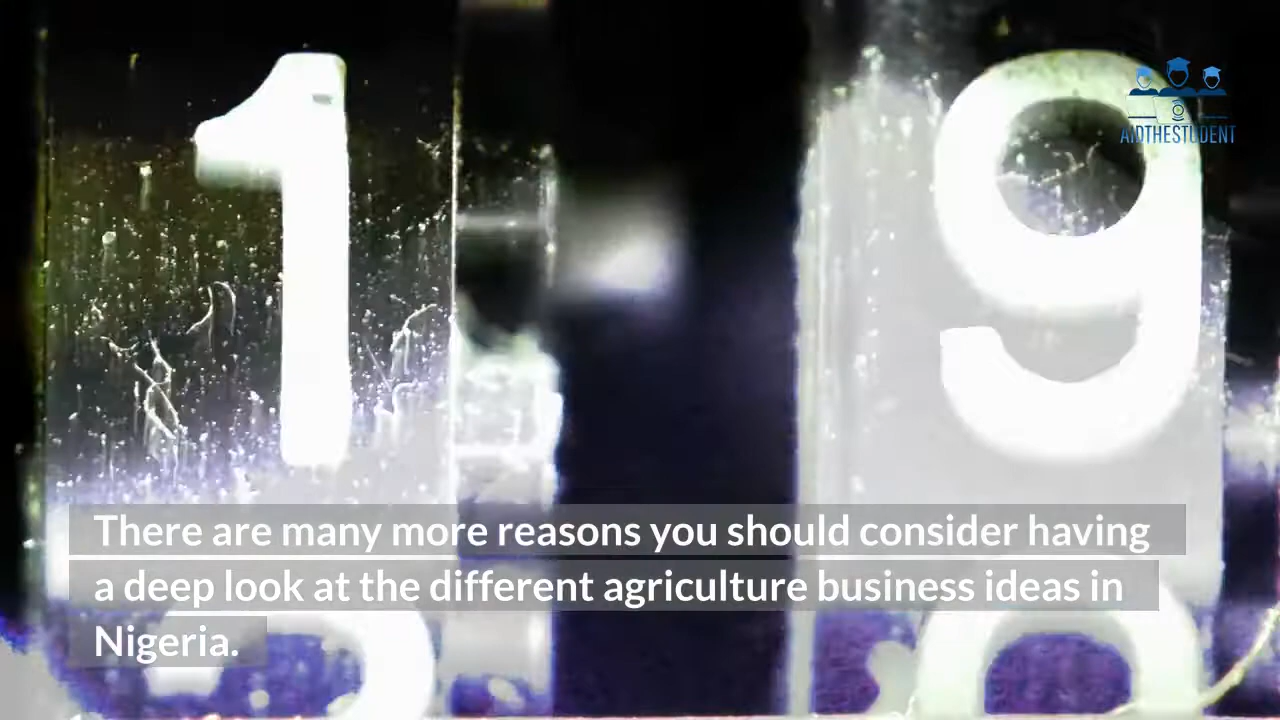 1 9
AIDTHESTUDENT
There are many more reasons you should consider having
a deep look at the different agriculture business ideas in
Nigeria.